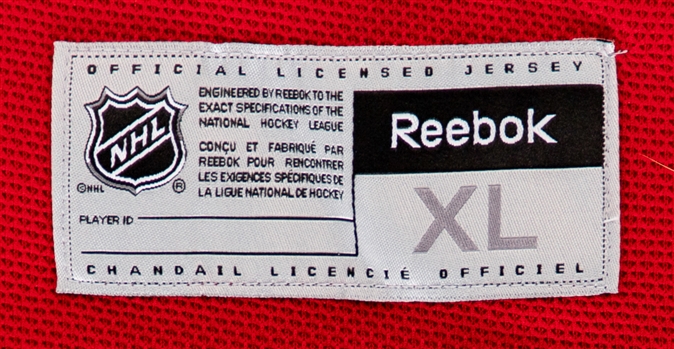 OFFICIAL LICENSED JERSEY
NHL
©NHL ®
ENGINEERED BY REEBOK TO THE
EXACT SPECIFICATIONS OF THE
NATIONAL HOCKEY LEAGUE
CONÇU ET FABRIQUÉ PAR
REEBOK POUR RENCONTRER
LES EXIGENCES SPÉCIFIQUES DE
LA LIGUE NATIONAL DE HOCKEY
PLAYER ID
Reebok
XL
CHANDAIL LICENCIÉ OFFICIEL